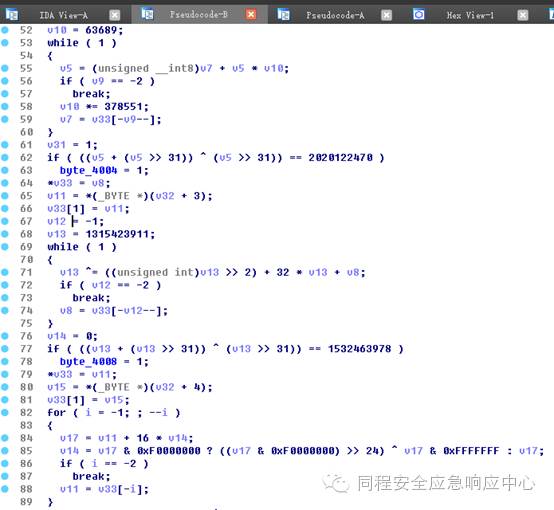 IDA View-A Pseudocode-B Pseudocode-A Hex View-1
52 v10 = 63689;
53 while ( 1 )
54 {
55 v5 = (unsigned __int8)v7 + v5 * v10;
56 if ( v9 == -2 )
57 break;
58 v10 *= 378551;
59 v7 = v33[-v9--];
60 }
61 v31 = 1;
62 if ( ((v5 + (v5 >> 31)) ^ (v5 >> 31)) == 2020122470 )
63 byte_4004 = 1;
64 *v33 = v8;
65 v11 = *(_BYTE *)(v32 + 3);
66 v33[1] = v11;
67 v12 = -1;
68 v13 = 1315423911;
69 while ( 1 )
70 {
71 v13 ^= ((unsigned int)v13 >> 2) + 32 * v13 + v8;
72 if ( v12 == -2 )
73 break;
74 v8 = v33[-v12--];
75 }
76 v14 = 0;
77 if ( ((v13 + (v13 >> 31)) ^ (v13 >> 31)) == 1532463978 )
78 byte_4008 = 1;
79 *v33 = v11;
80 v15 = *(_BYTE *)(v32 + 4);
81 v33[1] = v15;
82 for ( i = -1; ; --i )
83 {
84 v17 = v11 + 16 * v14;
85 v14 = v17 & 0xF0000000 ? ((v17 & 0xF0000000) >> 24) ^ v17 & 0xFFFFFFF : v17;
86 if ( i == -2 )
87 break;
88 v11 = v33[-i];
89 }
同程安全应急响应中心